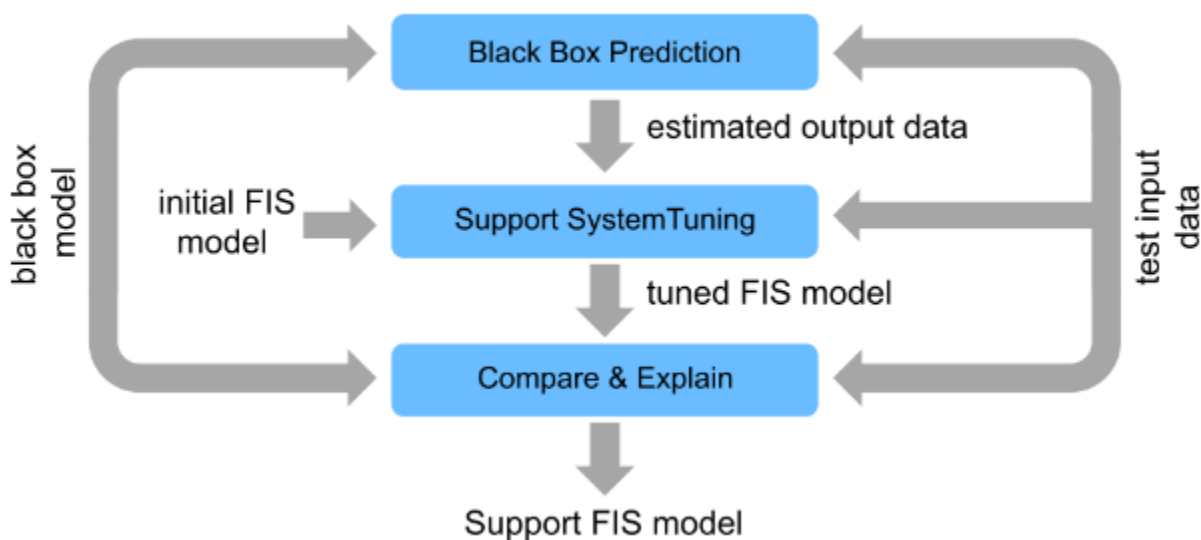 Black Box Prediction
estimated output data
black box
model
initial FIS
model
Support SystemTuning
test input
data
tuned FIS model
Compare & Explain
Support FIS model